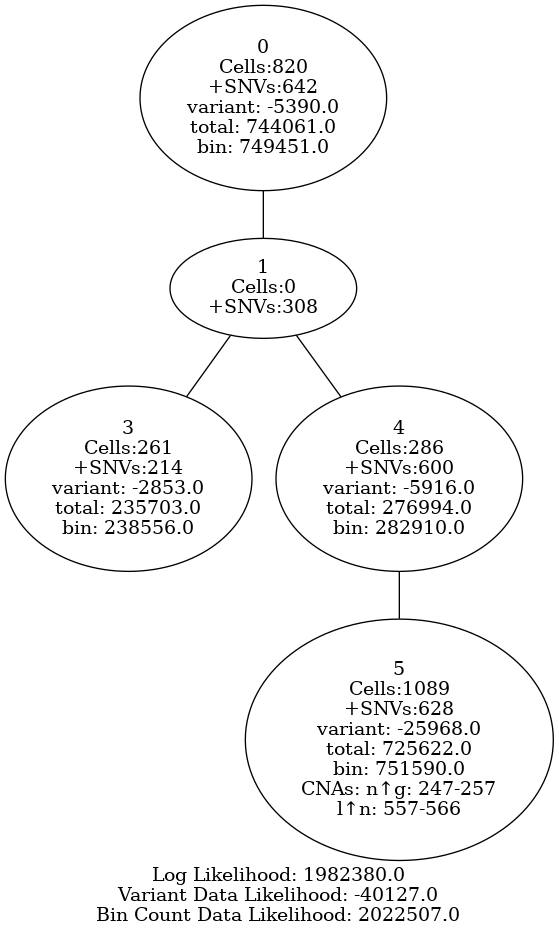 0
Cells:820
+SNVs:642
variant: -5390.0
total: 744061.0
bin: 749451.0
1
Cells:0
+SNVs:308
3
Cells:261
+SNVs:214
variant: -2853.0
total: 235703.0
bin: 238556.0
4
Cells:286
+SNVs:600
variant: -5916.0
total: 276994.0
bin: 282910.0
5
Cells:1089
+SNVs:628
variant: -25968.0
total: 725622.0
bin: 751590.0
CNAs: n↑g: 247-257
l↑n: 557-566
Log Likelihood: 1982380.0
Variant Data Likelihood: -40127.0
Bin Count Data Likelihood: 2022507.0